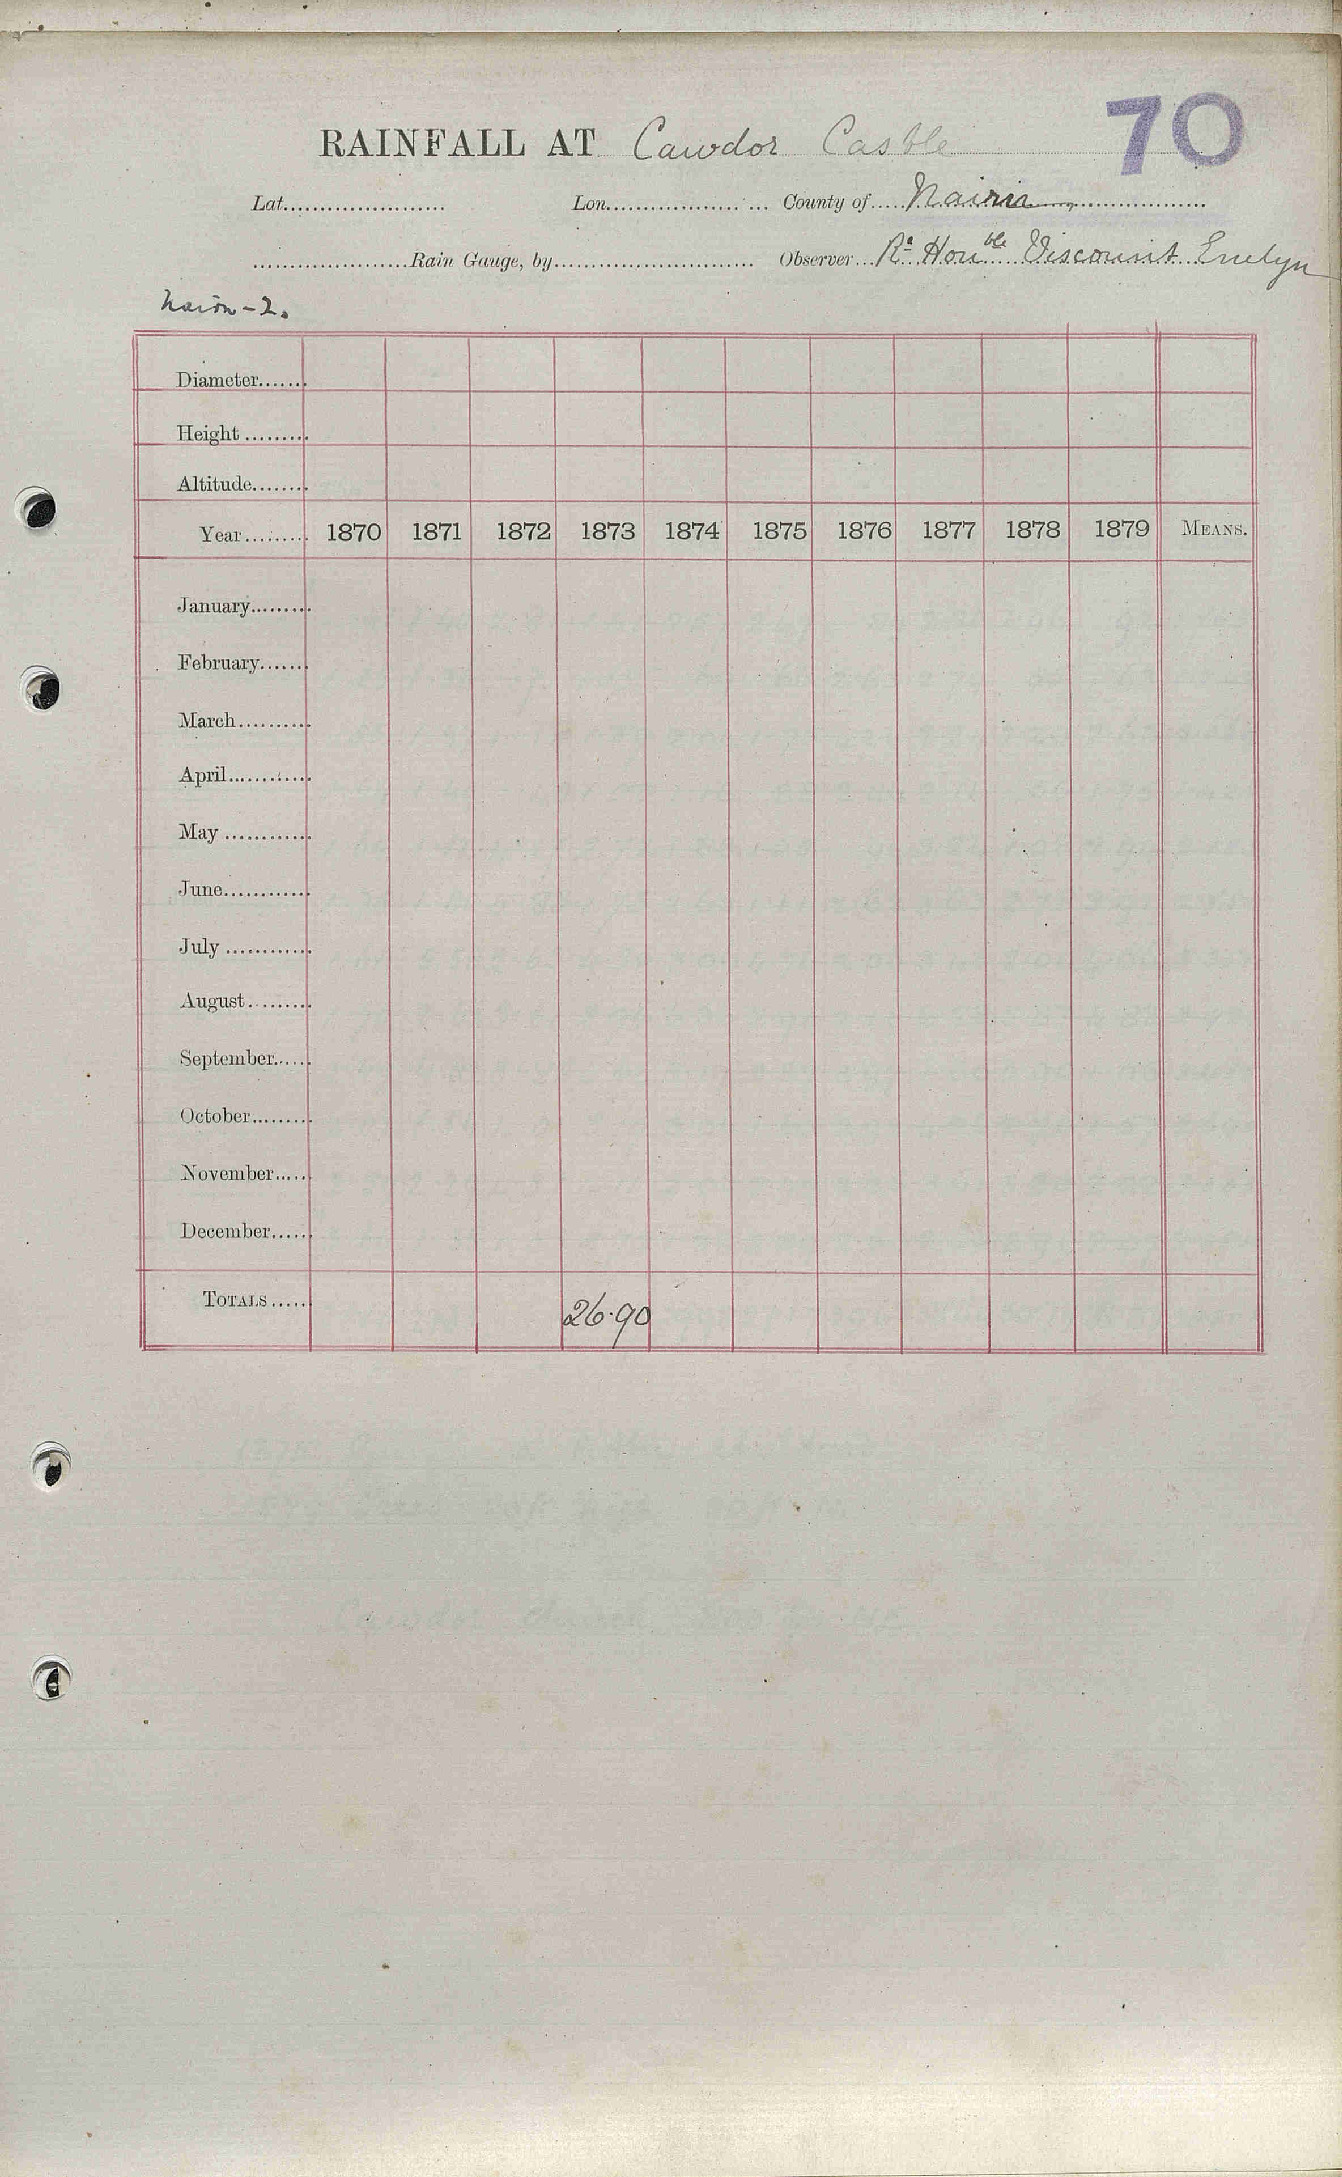 70
RAINFALL AT Cawdor Castle
Lat. Lon. County of Nairn
Rain Gauge, by Observer Rt Honble Viscount Emlyn
Nairn-2.
Diameter
Height
Altitude
Year 1870 1871 1872 1873 1874 1875 1876 1877 1878 1879 MEANS.
January
February
March
April
May
June
July
August
September
October
November
December
TOTALS 26.90